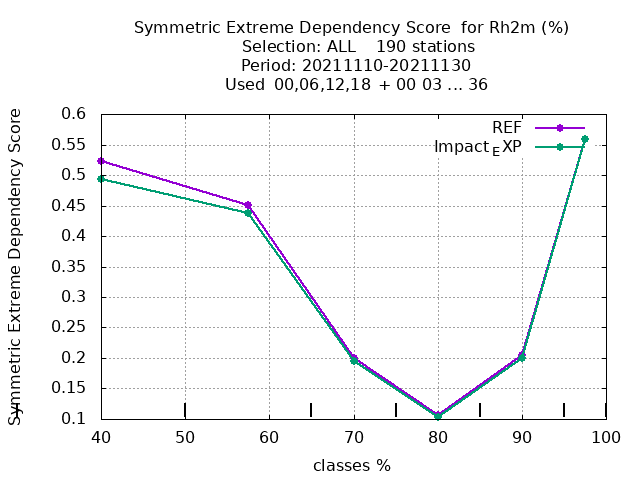 Symmetric Extreme Dependency Score for Rh2m (%)
Selection: ALL 190 stations
Period: 20211110-20211130
Used 00,06,12,18 + 00 03 ... 36
Symmetric Extreme Dependency Score
0.6
0.55
0.5
0.45
0.4
0.35
0.3
0.25
0.2
0.15
0.1
REF
Impact_EXP
40
50
60
70
80
90
100
classes %